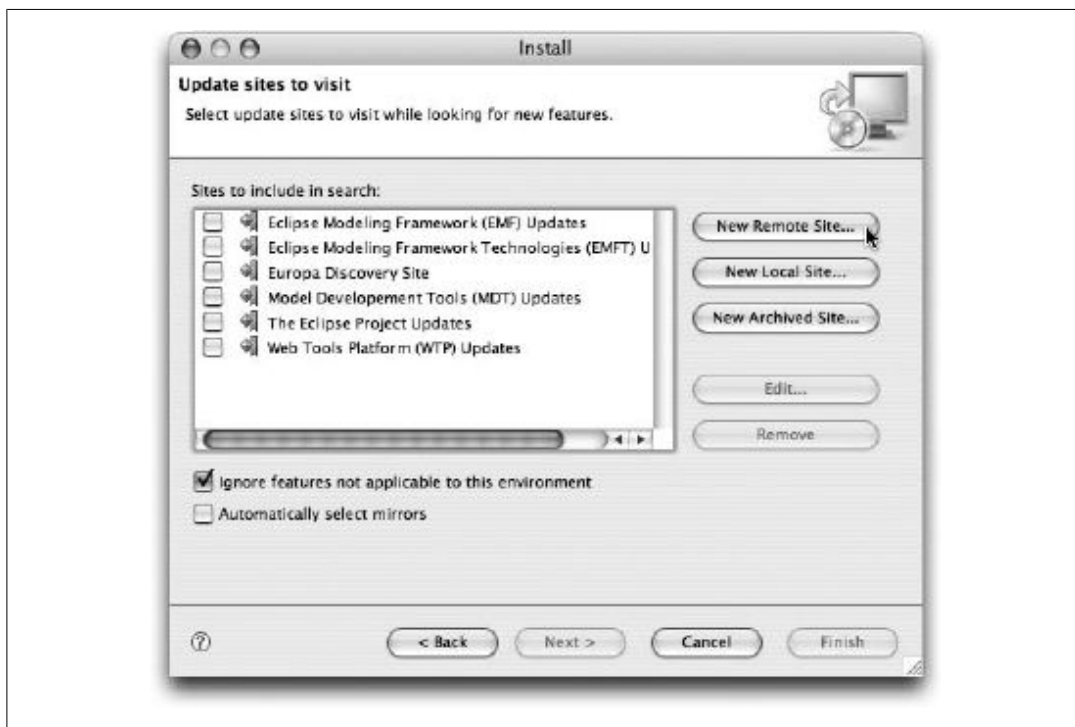 Install
Update sites to visit
Select update sites to visit while looking for new features.
Sites to include in search:
Eclipse Modeling Framework (EMF) Updates
Eclipse Modeling Framework Technologies (EMFT) U
Europa Discovery Site
Model Developement Tools (MDT) Updates
The Eclipse Project Updates
Web Tools Platform (WTP) Updates
New Remote Site...
New Local Site...
New Archived Site...
Edit...
Remove
Ignore features not applicable to this environment
Automatically select mirrors
?
< Back
Next >
Cancel
Finish